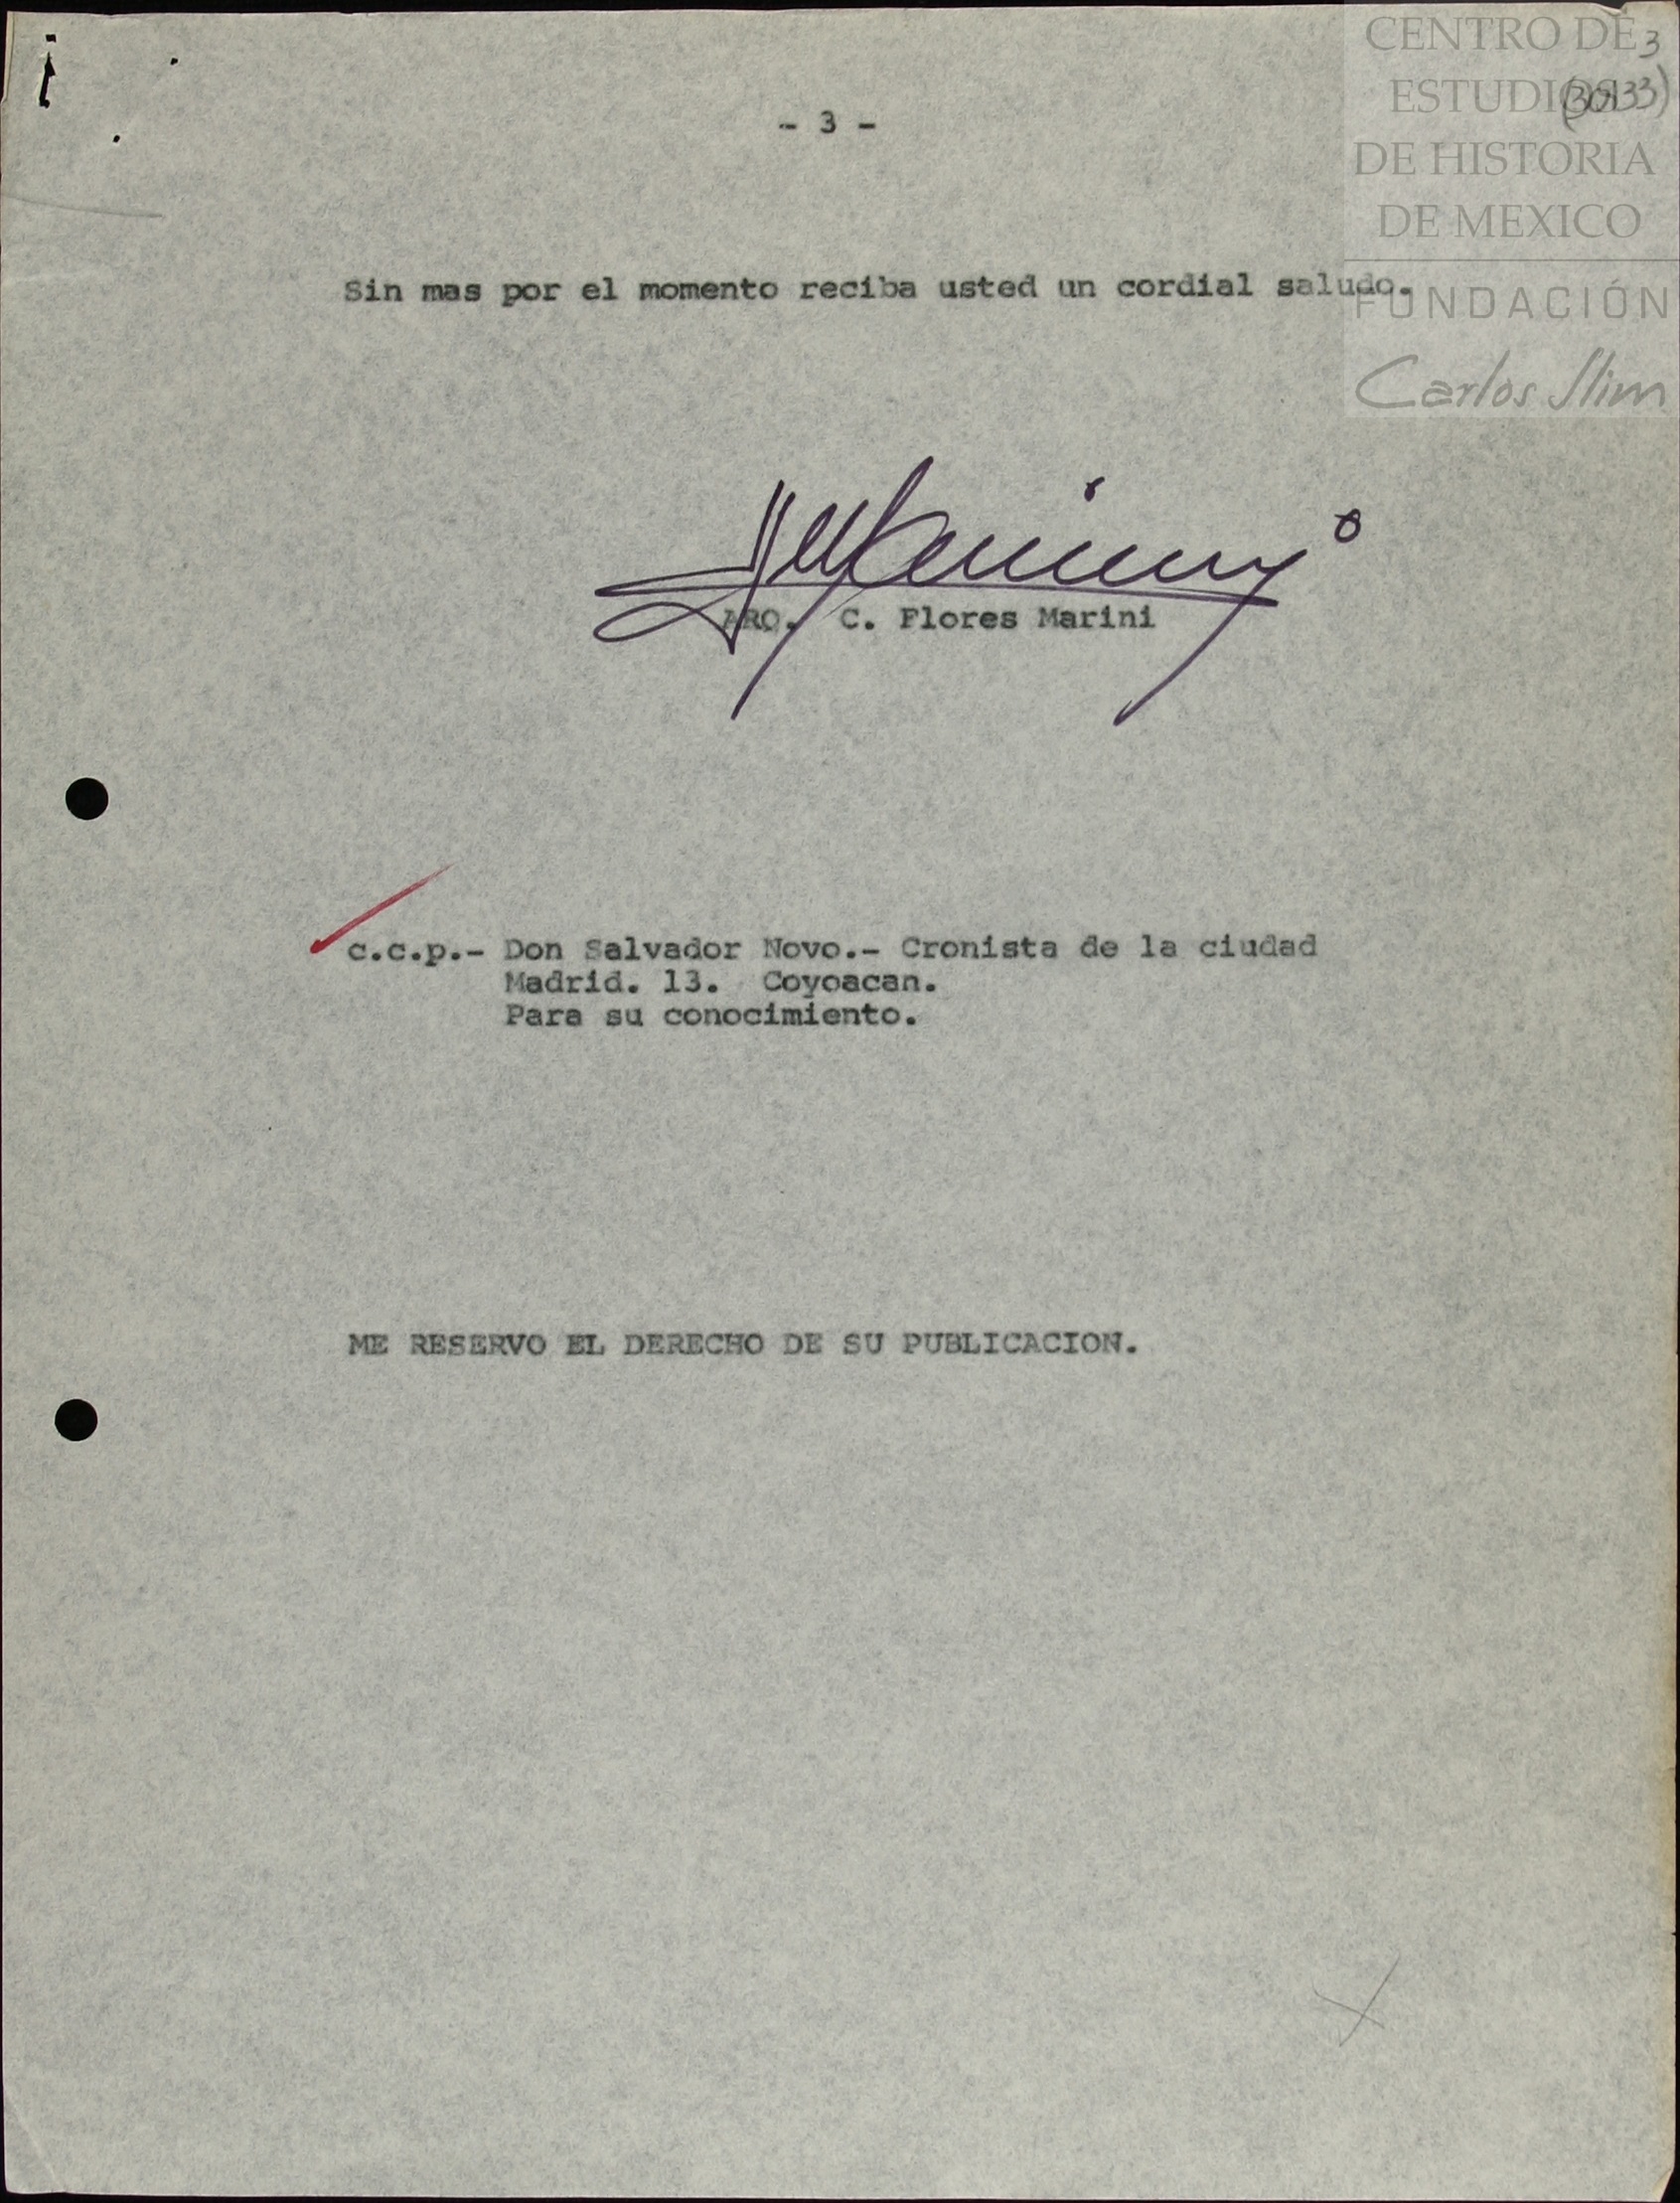 CENTRO DE
ESTUDIOS
DE HISTORIA
DE MEXICO
FUNDACIÓN
Carlos Slim
3
- 3 -
Sin mas por el momento reciba usted un cordial saludo.
ARQ. C. Flores Marini
c.c.p.- Don Salvador Novo.- Cronista de la ciudad
Madrid. 13. Coyoacan.
Para su conocimiento.
ME RESERVO EL DERECHO DE SU PUBLICACION.